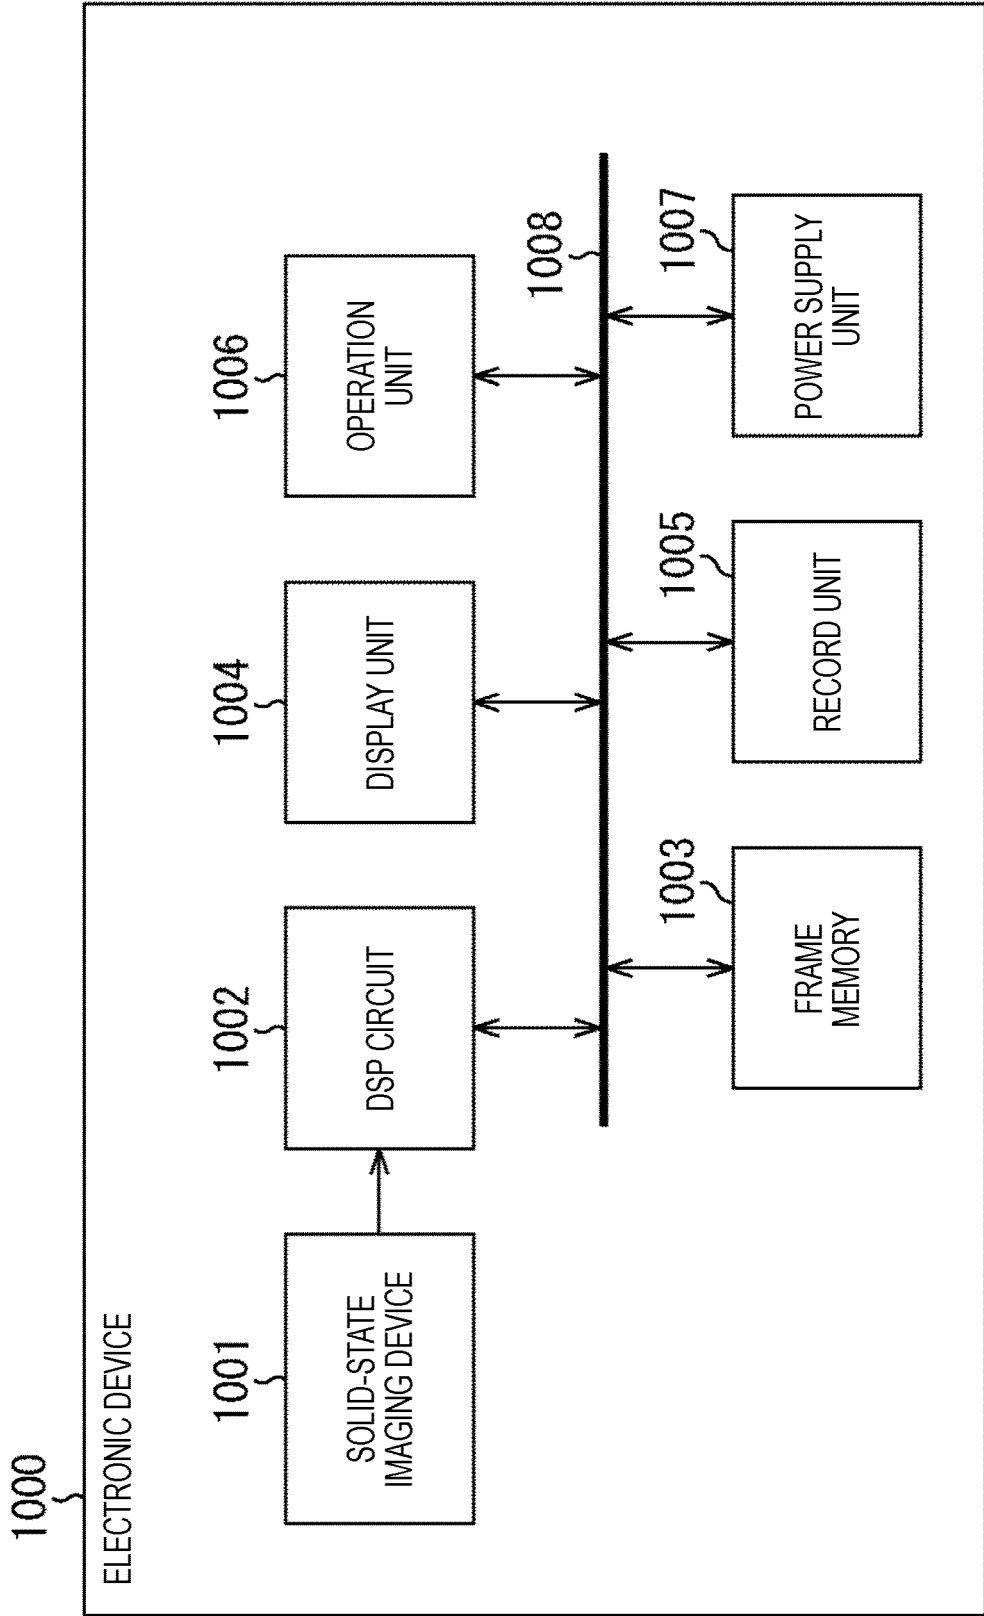 1000
ELECTRONIC DEVICE
1001
SOLID-STATE
IMAGING DEVICE
1002
DSP CIRCUIT
1004
DISPLAY UNIT
1006
OPERATION
UNIT
1008
1003
FRAME
MEMORY
1005
RECORD UNIT
1007
POWER SUPPLY
UNIT